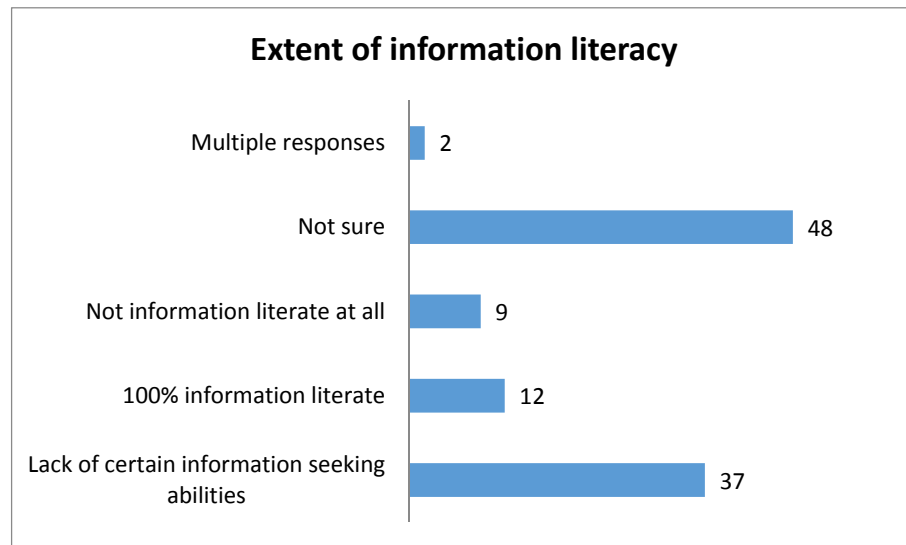 Extent of information literacy
Multiple responses
2
Not sure
48
Not information literate at all
9
100% information literate
12
Lack of certain information seeking
abilities
37